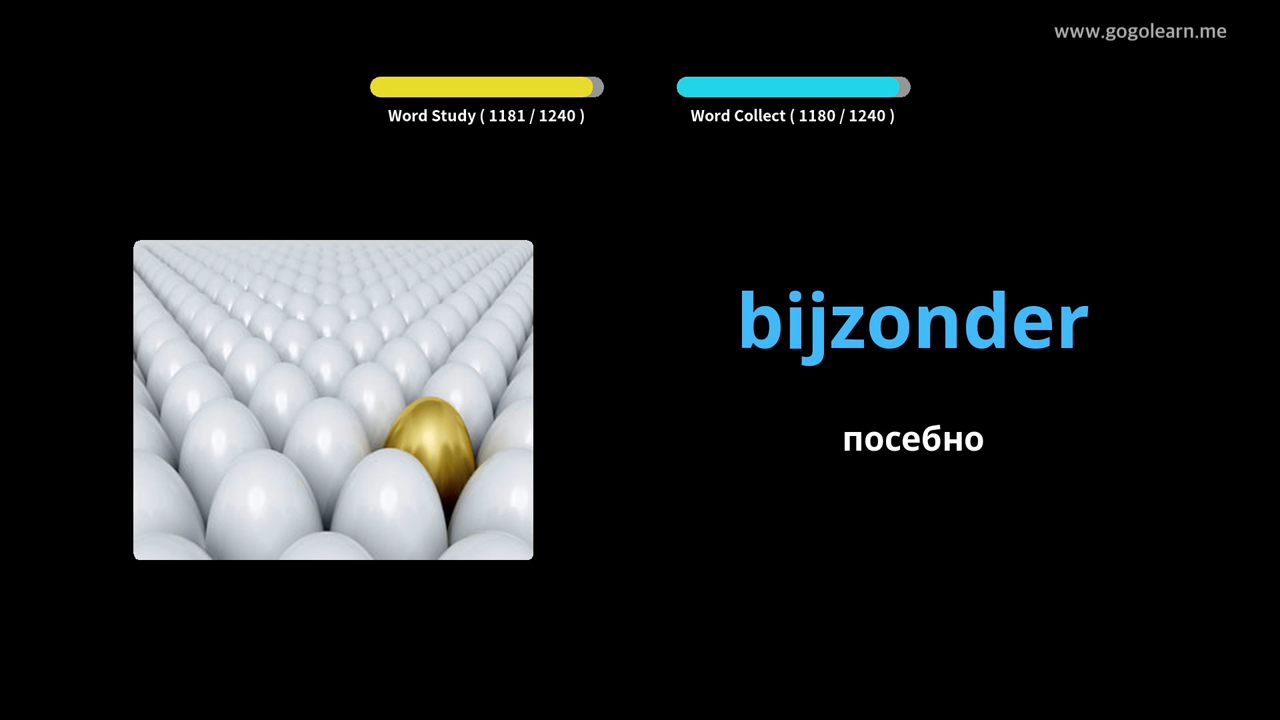 www.gogolearn.me
Word Study ( 1181 / 1240 )
Word Collect ( 1180 / 1240 )
bijzonder
посебно